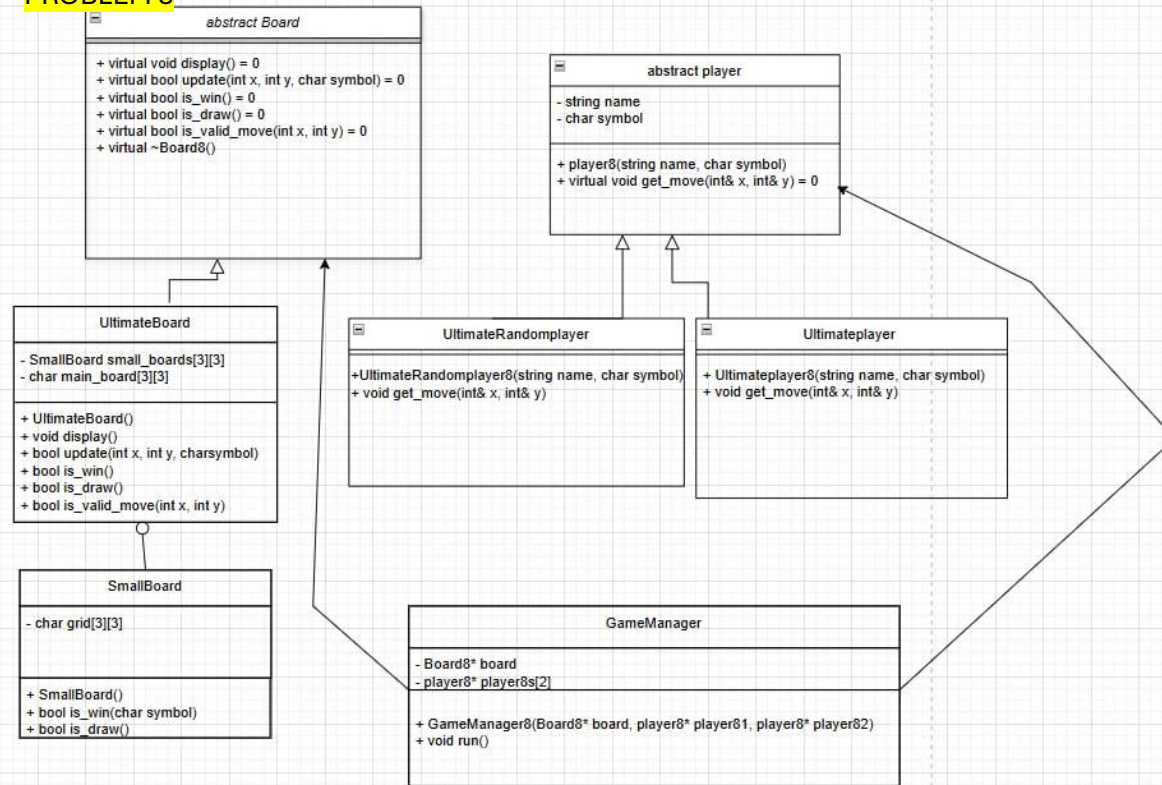 PROBLEM 8
abstract Board
+ virtual void display() = 0
+ virtual bool update(int x, int y, char symbol) = 0
+ virtual bool is_win() = 0
+ virtual bool is_draw() = 0
+ virtual bool is_valid_move(int x, int y) = 0
+ virtual ~Board8()
abstract player
- string name
- char symbol
+ player8(string name, char symbol)
+ virtual void get_move(int& x, int& y) = 0
UltimateBoard
- SmallBoard small_boards[3][3]
- char main_board[3][3]
+ UltimateBoard()
+ void display()
+ bool update(int x, int y, charsymbol)
+ bool is_win()
+ bool is_draw()
+ bool is_valid_move(int x, int y)
UltimateRandomplayer
+UltimateRandomplayer8(string name, char symbol)
+ void get_move(int& x, int& y)
Ultimateplayer
+ Ultimateplayer8(string name, char symbol)
+ void get_move(int& x, int& y)
SmallBoard
- char grid[3][3]
+ SmallBoard()
+ bool is_win(char symbol)
+ bool is_draw()
GameManager
- Board8* board
- player8* player8s[2]
+ GameManager8(Board8* board, player8* player81, player8* player82)
+ void run()